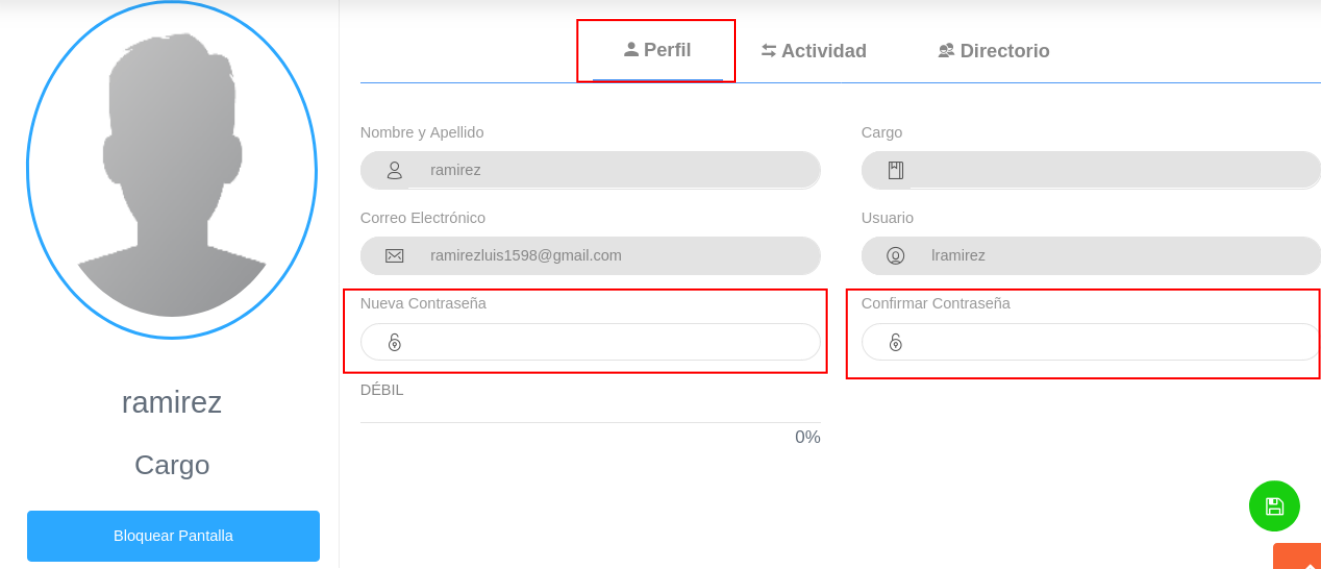 Perfil
Actividad
Directorio
Nombre y Apellido
Cargo
ramirez
Correo Electrónico
Usuario
ramirezluis1598@gmail.com
lramirez
Nueva Contraseña
Confirmar Contraseña
DÉBIL
0%
ramirez
Cargo
Bloquear Pantalla